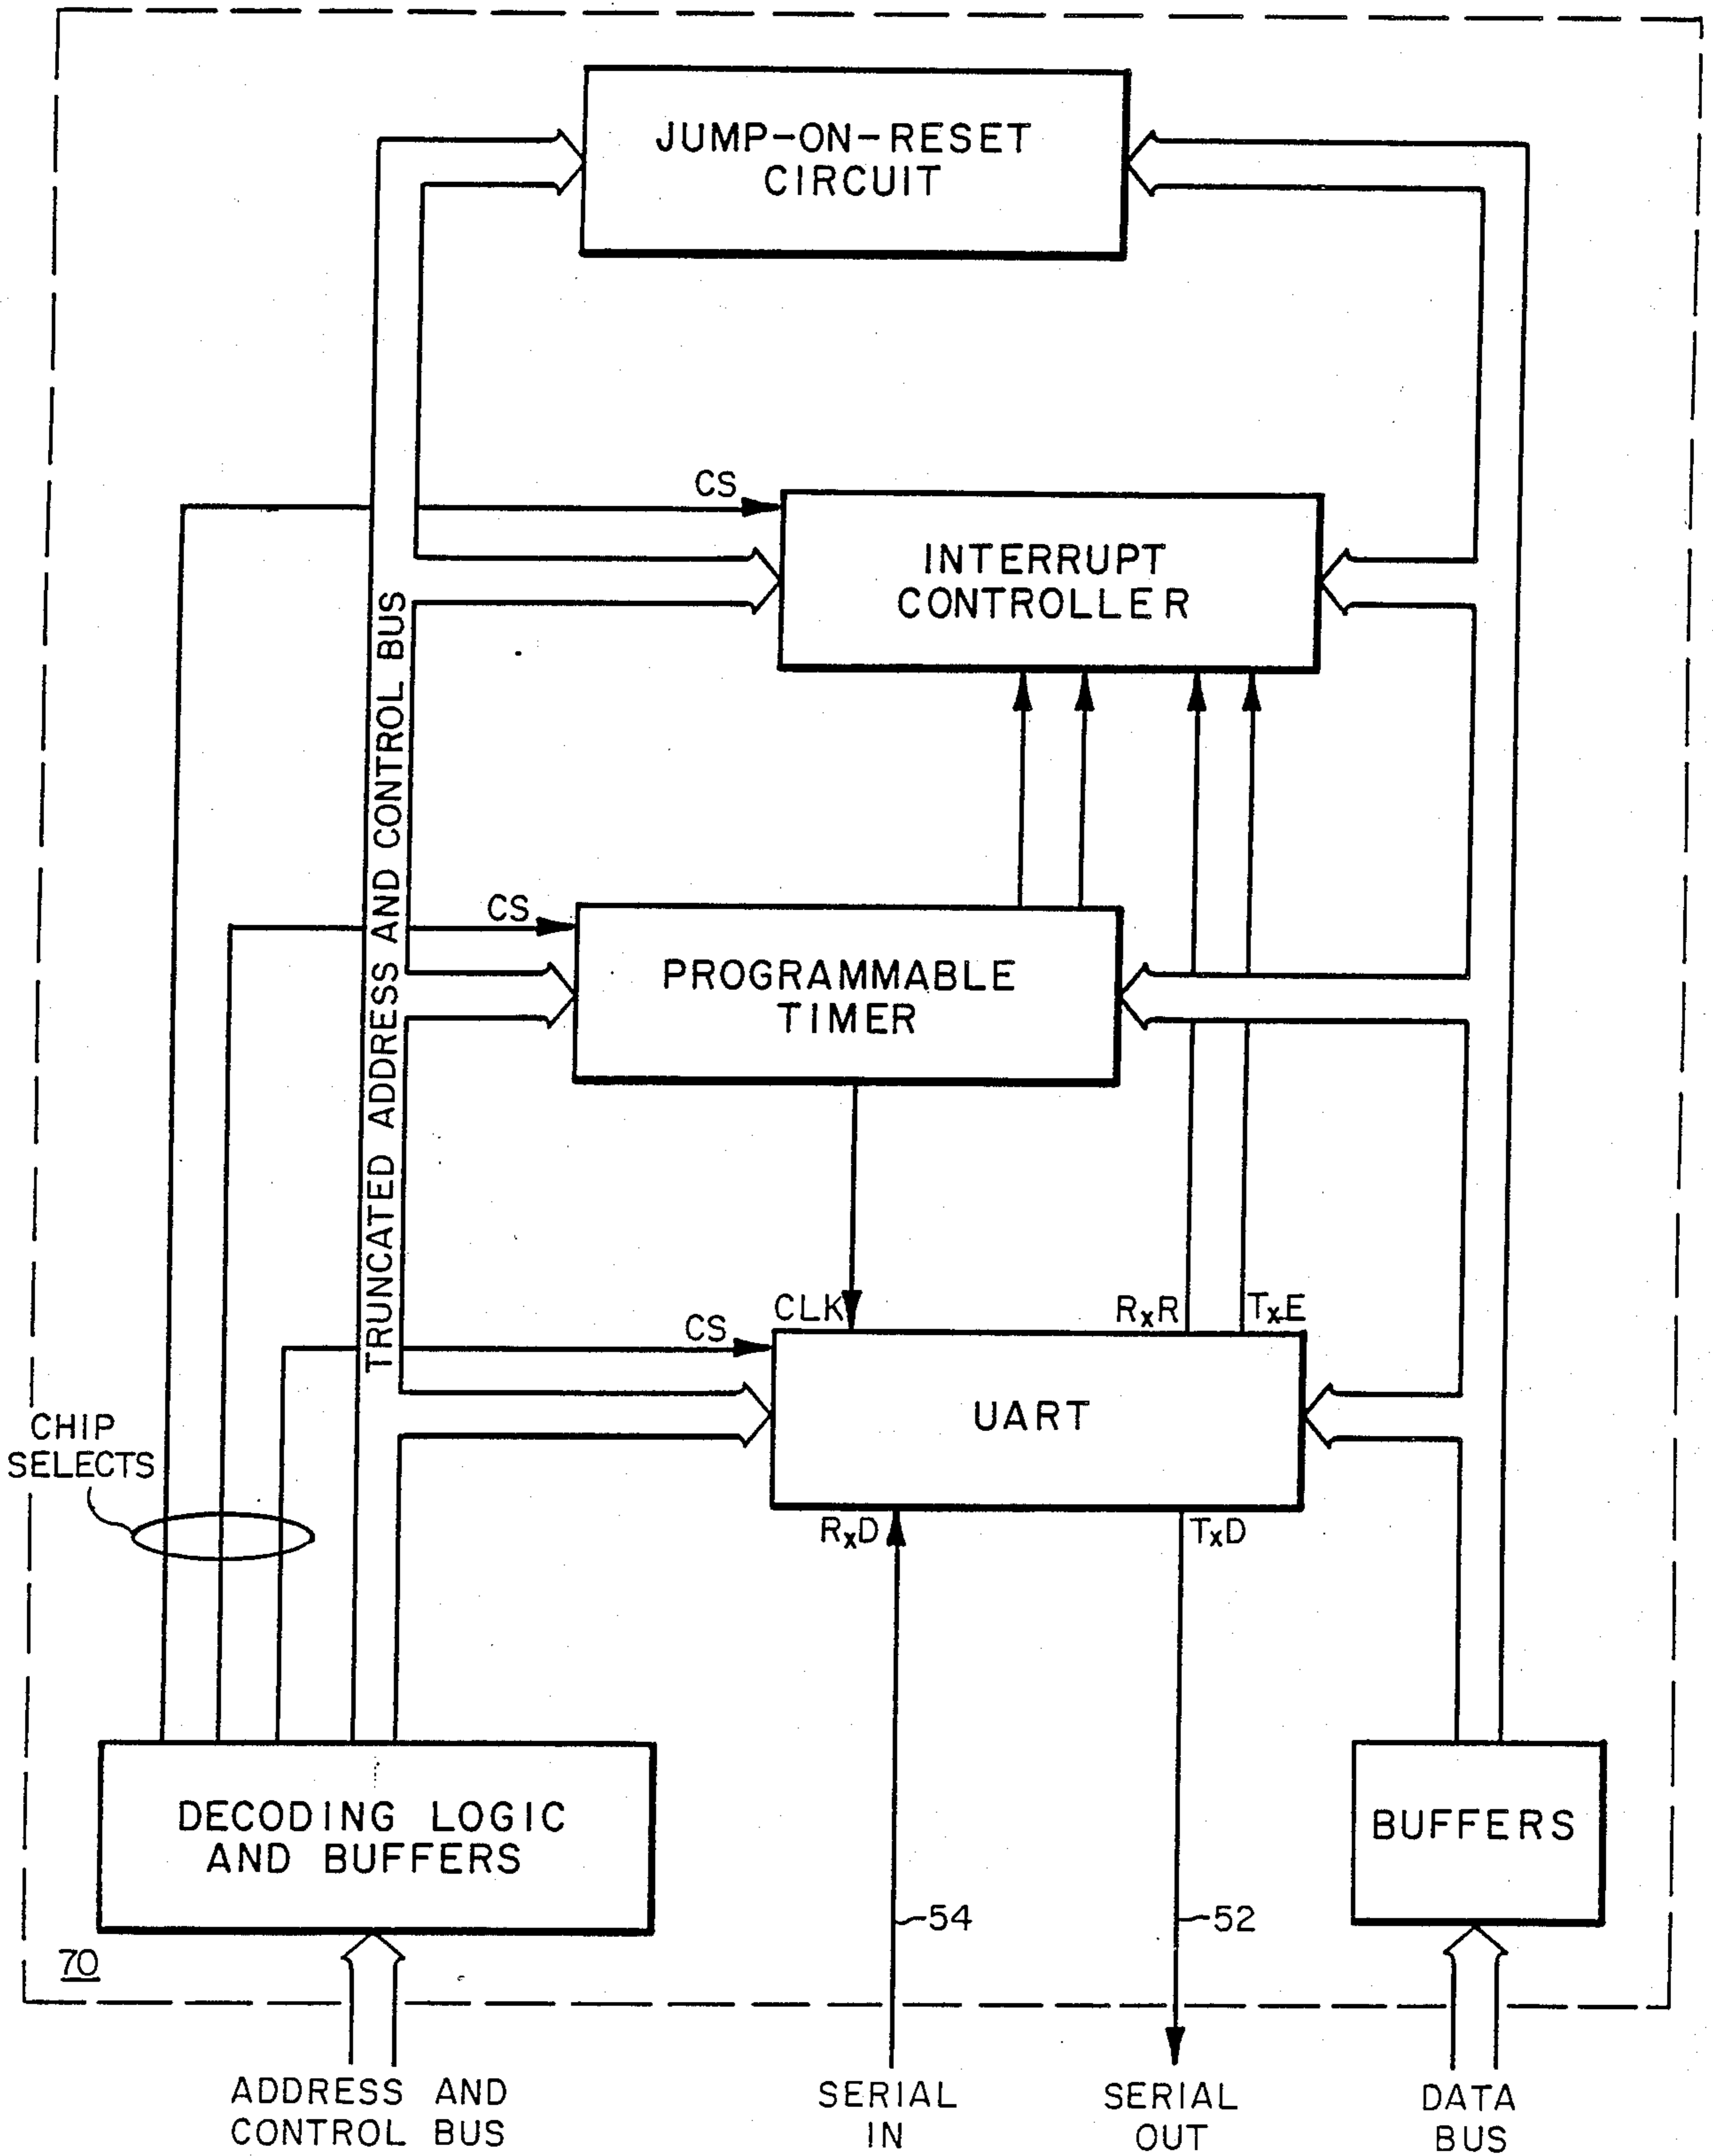 JUMP-ON-RESET
CIRCUIT
CS
INTERRUPT
CONTROLLER
TRUNCATED ADDRESS AND CONTROL BUS
CS
PROGRAMMABLE
TIMER
CLK
RxR
TxE
CS
UART
CHIP
SELECTS
RxD
TxD
DECODING LOGIC
AND BUFFERS
BUFFERS
54
52
70
ADDRESS AND
CONTROL BUS
SERIAL
IN
SERIAL
OUT
DATA
BUS